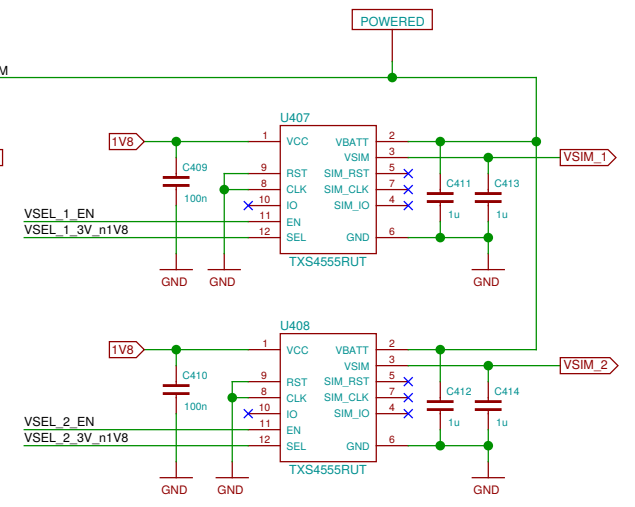 POWERED
M
U407
1V8
1
VCC
VBATT
2
VSIM
3
VSIM_1
C409
100n
9
RST
SIM_RST
5
8
CLK
SIM_CLK
7
10
IO
SIM_IO
4
C411
1u
C413
1u
VSEL_1_EN
11
EN
VSEL_1_3V_n1V8
12
SEL
GND
6
TXS4555RUT
GND
GND
GND
U408
1V8
1
VCC
VBATT
2
VSIM
3
VSIM_2
C410
100n
9
RST
SIM_RST
5
8
CLK
SIM_CLK
7
10
IO
SIM_IO
4
C412
1u
C414
1u
VSEL_2_EN
11
EN
VSEL_2_3V_n1V8
12
SEL
GND
6
TXS4555RUT
GND
GND
GND